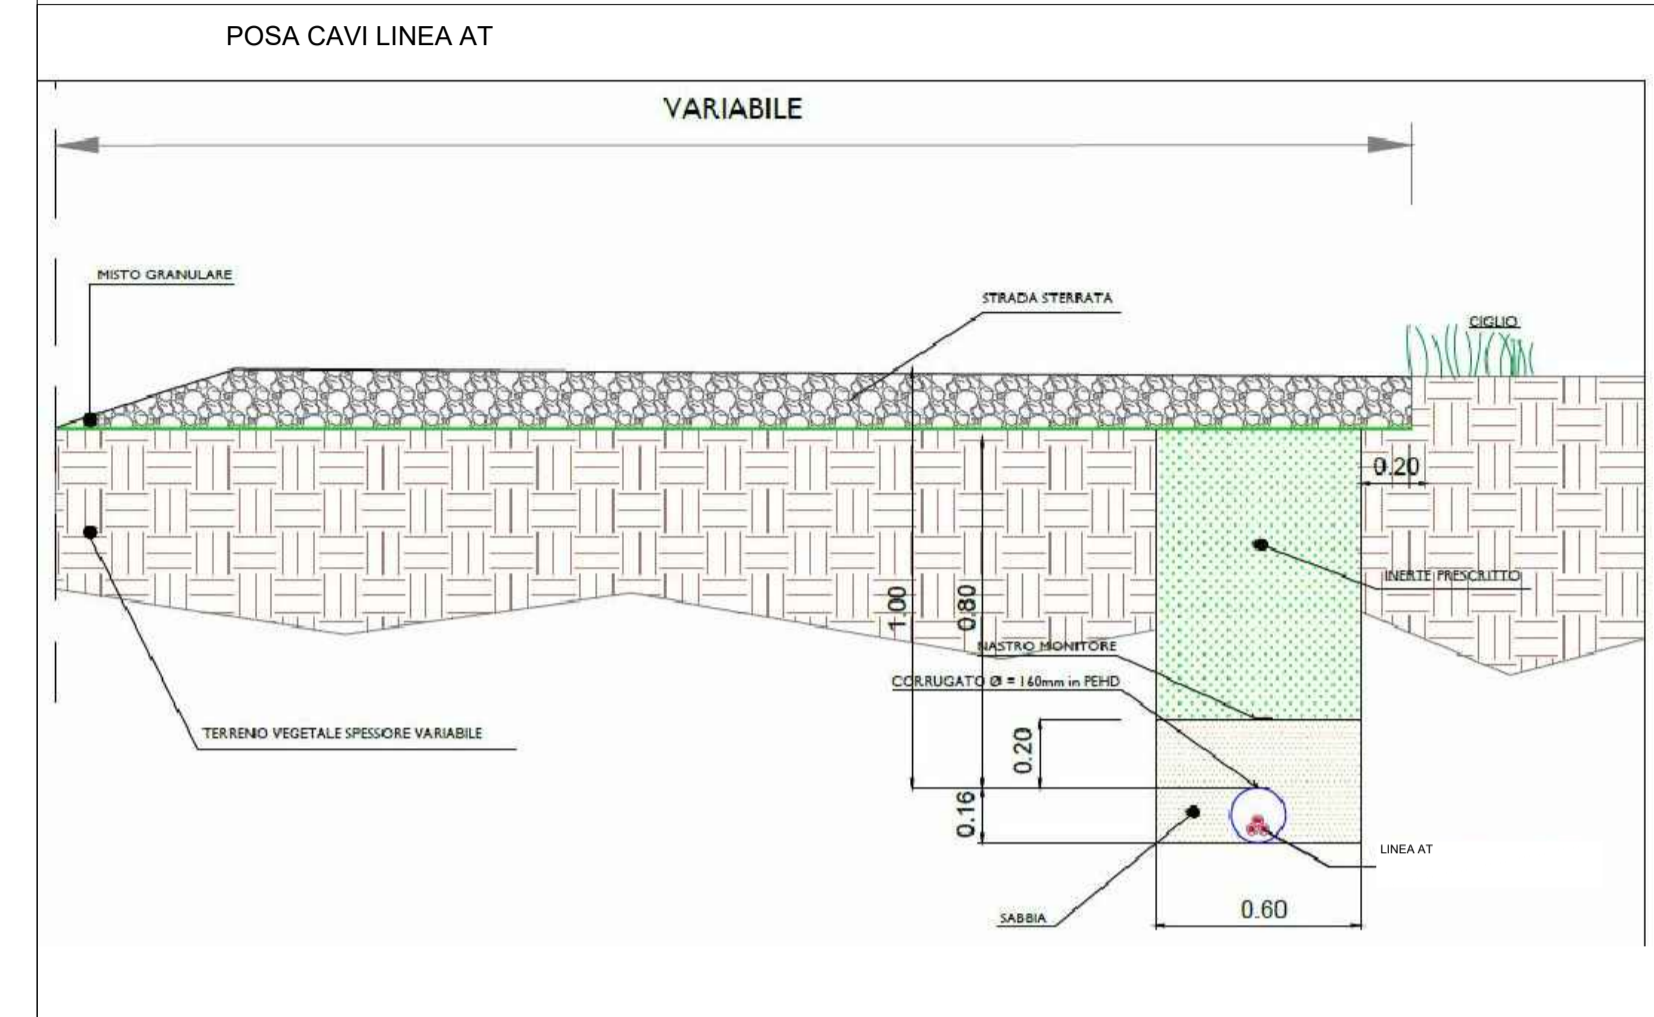 POSA CAVI LINEA AT
VARIABILE
MISTO GRANULARE
STRADA STERRATA
CIGLIO
0.20
INERTE PRESCRITTO
1.00
0.80
NASTRO MONITORE
CORRUGATO Ø = 160mm in PEHD
TERRENO VEGETALE SPESSORE VARIABILE
0.20
0.16
LINEA AT
SABBIA
0.60